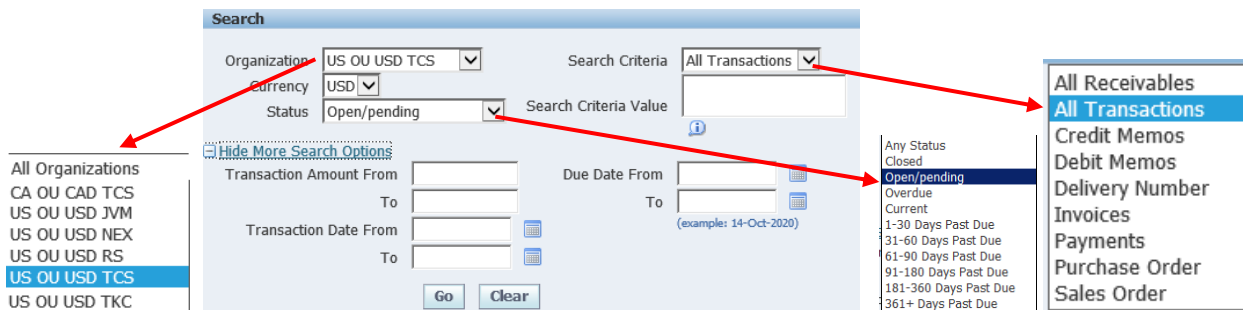 Search
Organization US OU USD TCS
Search Criteria All Transactions
Currency USD
Status Open/pending
Search Criteria Value
Hide More Search Options
Transaction Amount From
Due Date From
To
To
(example: 14-Oct-2020)
Transaction Date From
To
Go Clear
All Organizations
CA OU CAD TCS
US OU USD JVM
US OU USD NEX
US OU USD RS
US OU USD TCS
US OU USD TKC
Any Status
Closed
Open/pending
Overdue
Current
1-30 Days Past Due
31-60 Days Past Due
61-90 Days Past Due
91-180 Days Past Due
181-360 Days Past Due
361+ Days Past Due
All Receivables
All Transactions
Credit Memos
Debit Memos
Delivery Number
Invoices
Payments
Purchase Order
Sales Order